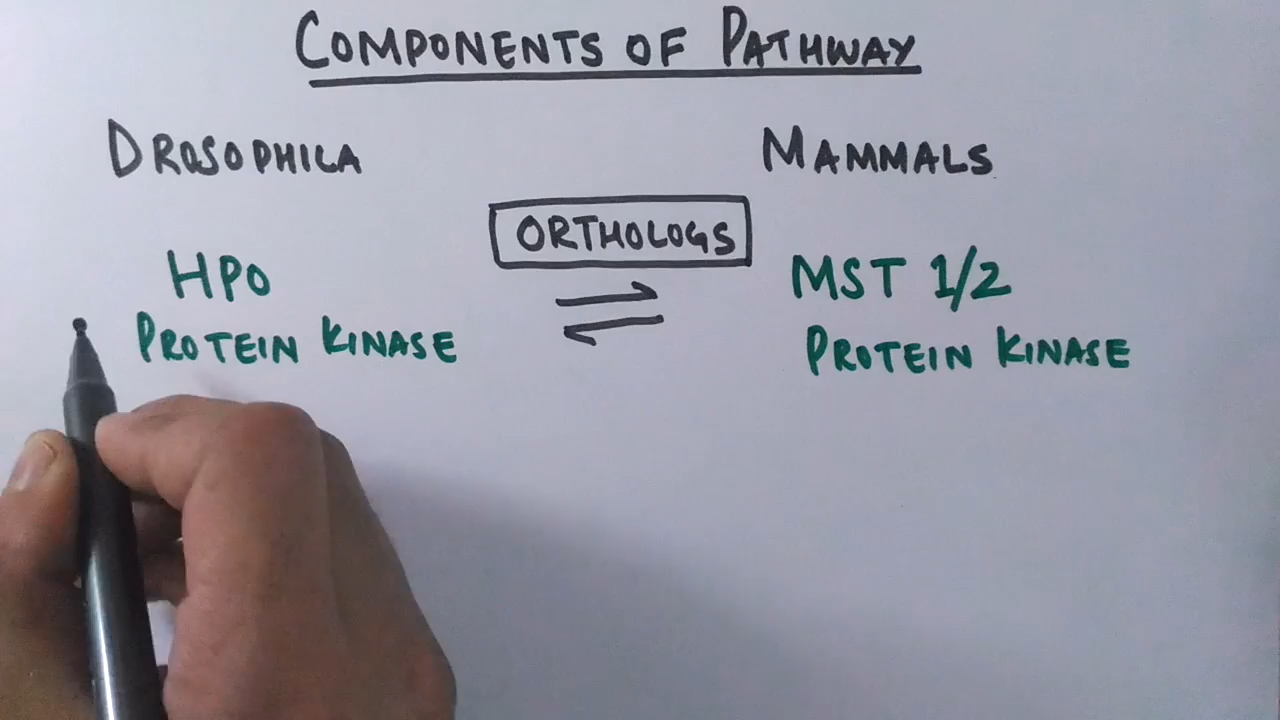 COMPONENTS OF PATHWAY
DROSOPHILA
MAMMALS
ORTHOLOGS
HPO
PROTEIN KINASE
MST 1/2
PROTEIN KINASE